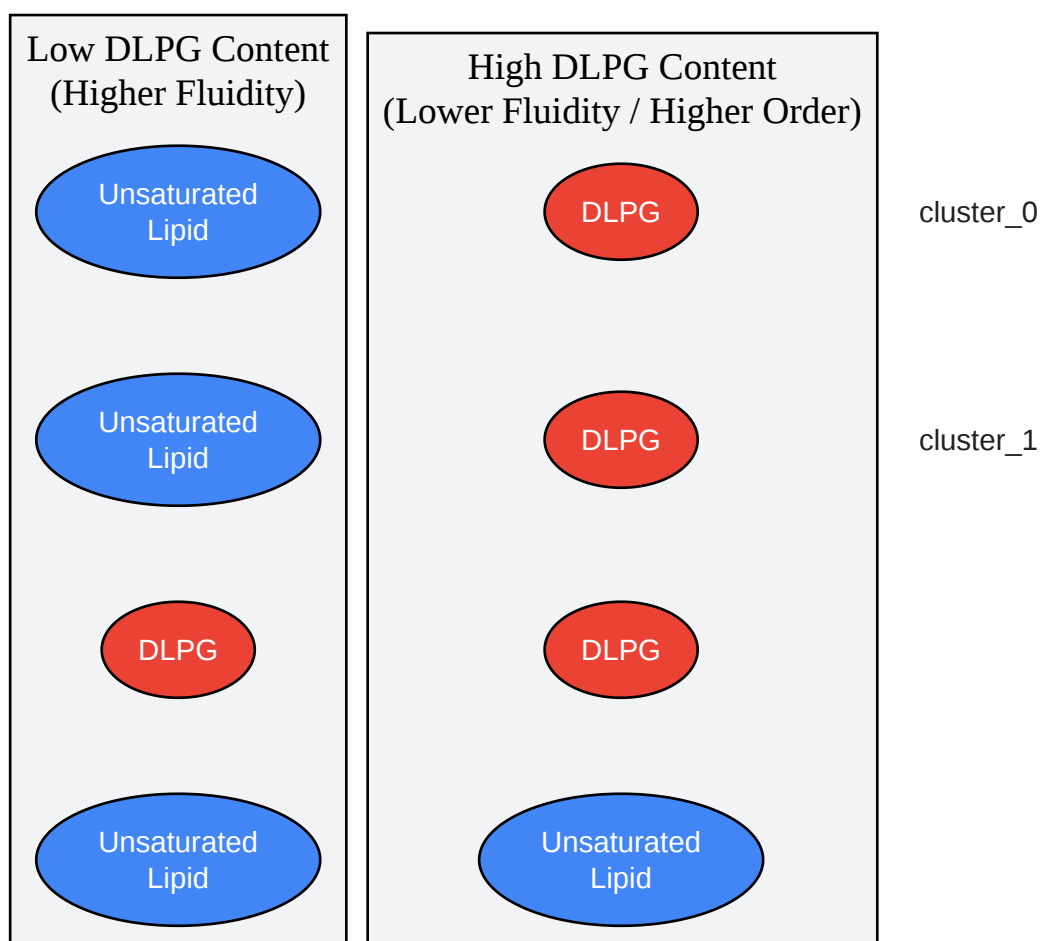 Low DLPG Content
(Higher Fluidity)
Unsaturated
Lipid
Unsaturated
Lipid
DLPG
Unsaturated
Lipid
High DLPG Content
(Lower Fluidity / Higher Order)
DLPG
DLPG
DLPG
Unsaturated
Lipid
cluster_0
cluster_1